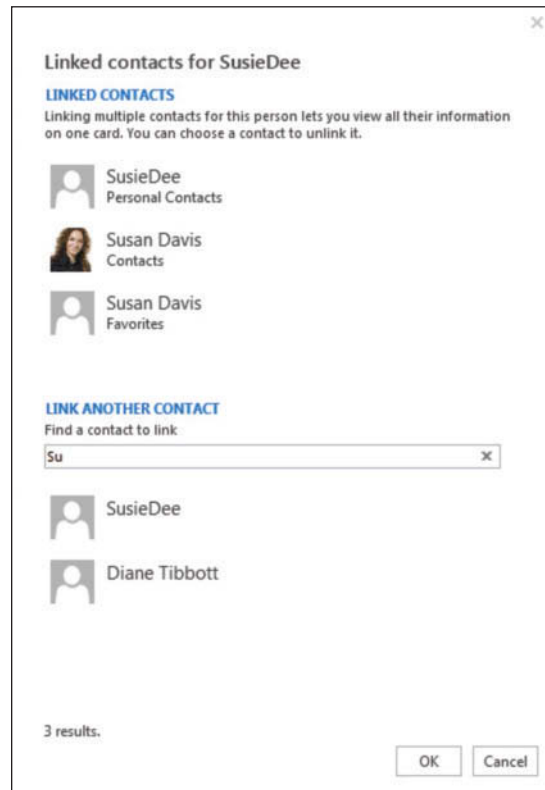 Linked contacts for SusieDee
LINKED CONTACTS
Linking multiple contacts for this person lets you view all their information
on one card. You can choose a contact to unlink it.
SusieDee
Personal Contacts
Susan Davis
Contacts
Susan Davis
Favorites
LINK ANOTHER CONTACT
Find a contact to link
Su
SusieDee
Diane Tibbott
3 results.
OK Cancel